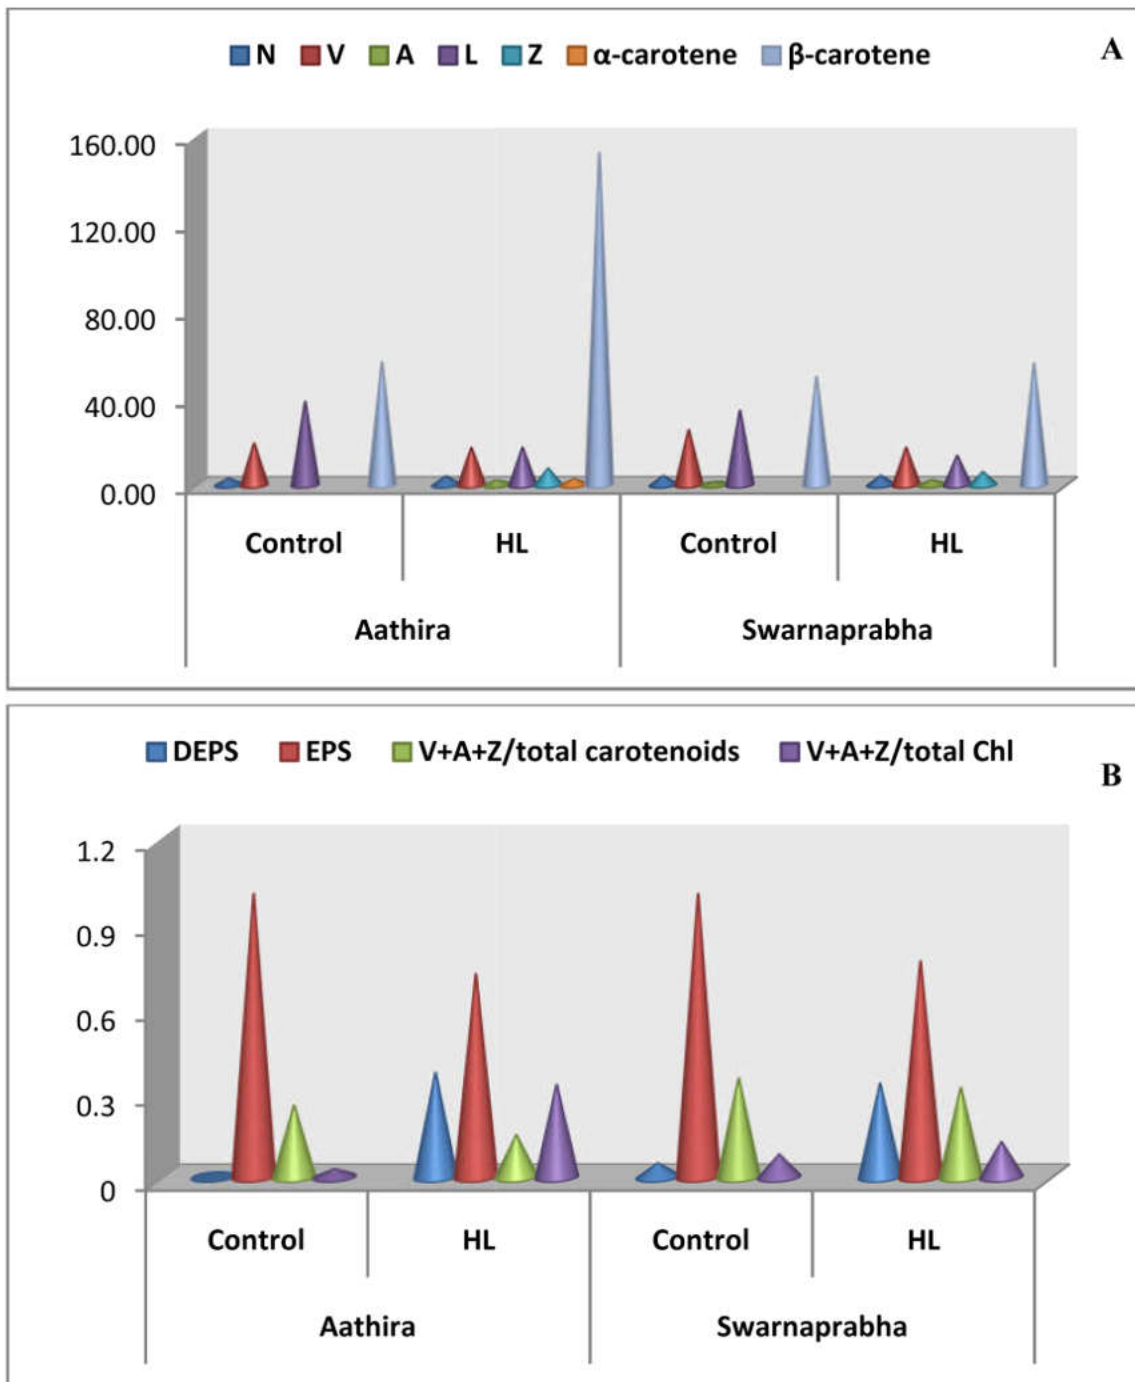 A
N V A L Z α-carotene β-carotene
160.00
120.00
80.00
40.00
0.00
Control HL Control HL
Aathira Swarnaprabha
B
DEPS EPS V+A+Z/total carotenoids V+A+Z/total Chl
1.2
0.9
0.6
0.3
0
Control HL Control HL
Aathira Swarnaprabha